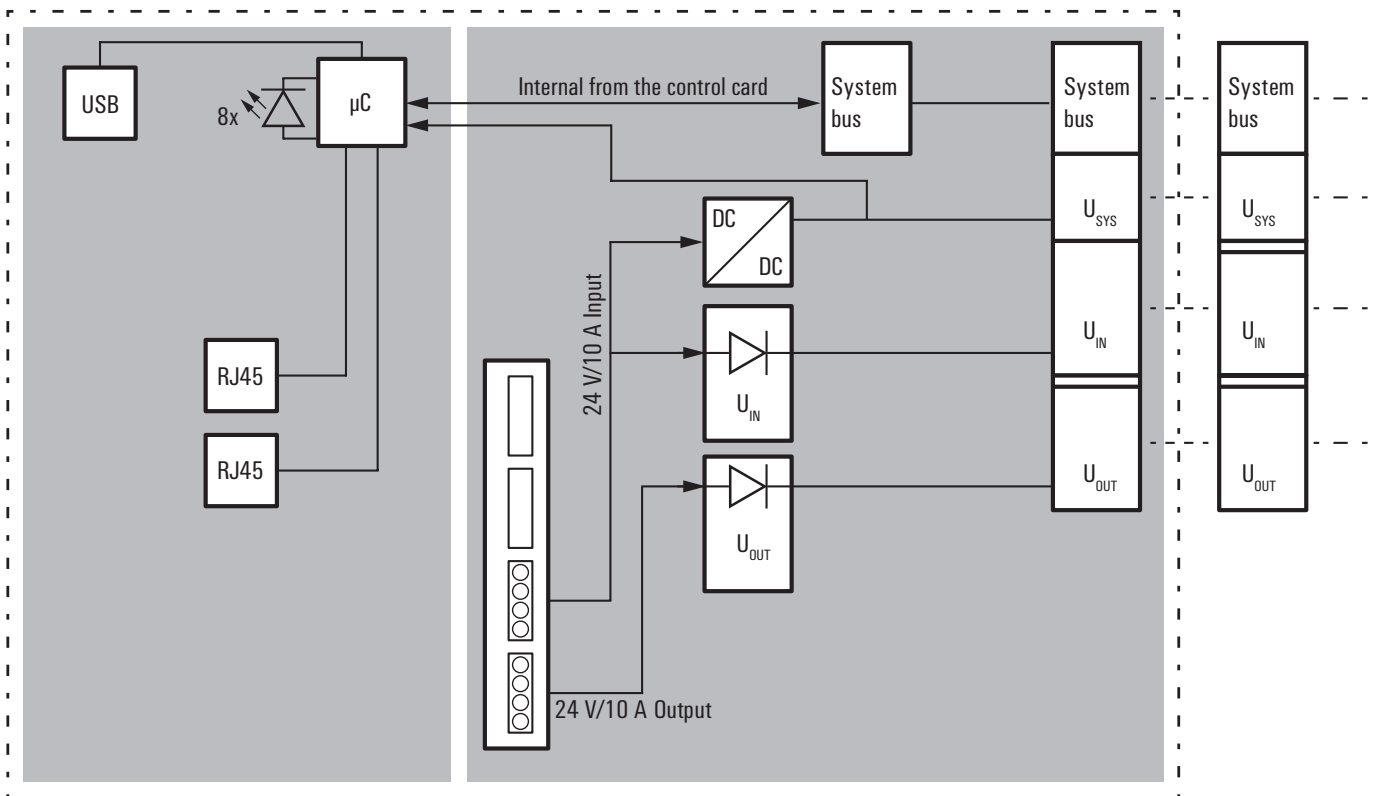 USB
8x
µC
Internal from the control card
System
bus
System
bus
System
bus
DC
DC
U_SYS
U_SYS
24 V/10 A Input
U_IN
U_IN
U_IN
RJ45
RJ45
U_OUT
U_OUT
U_OUT
24 V/10 A Output